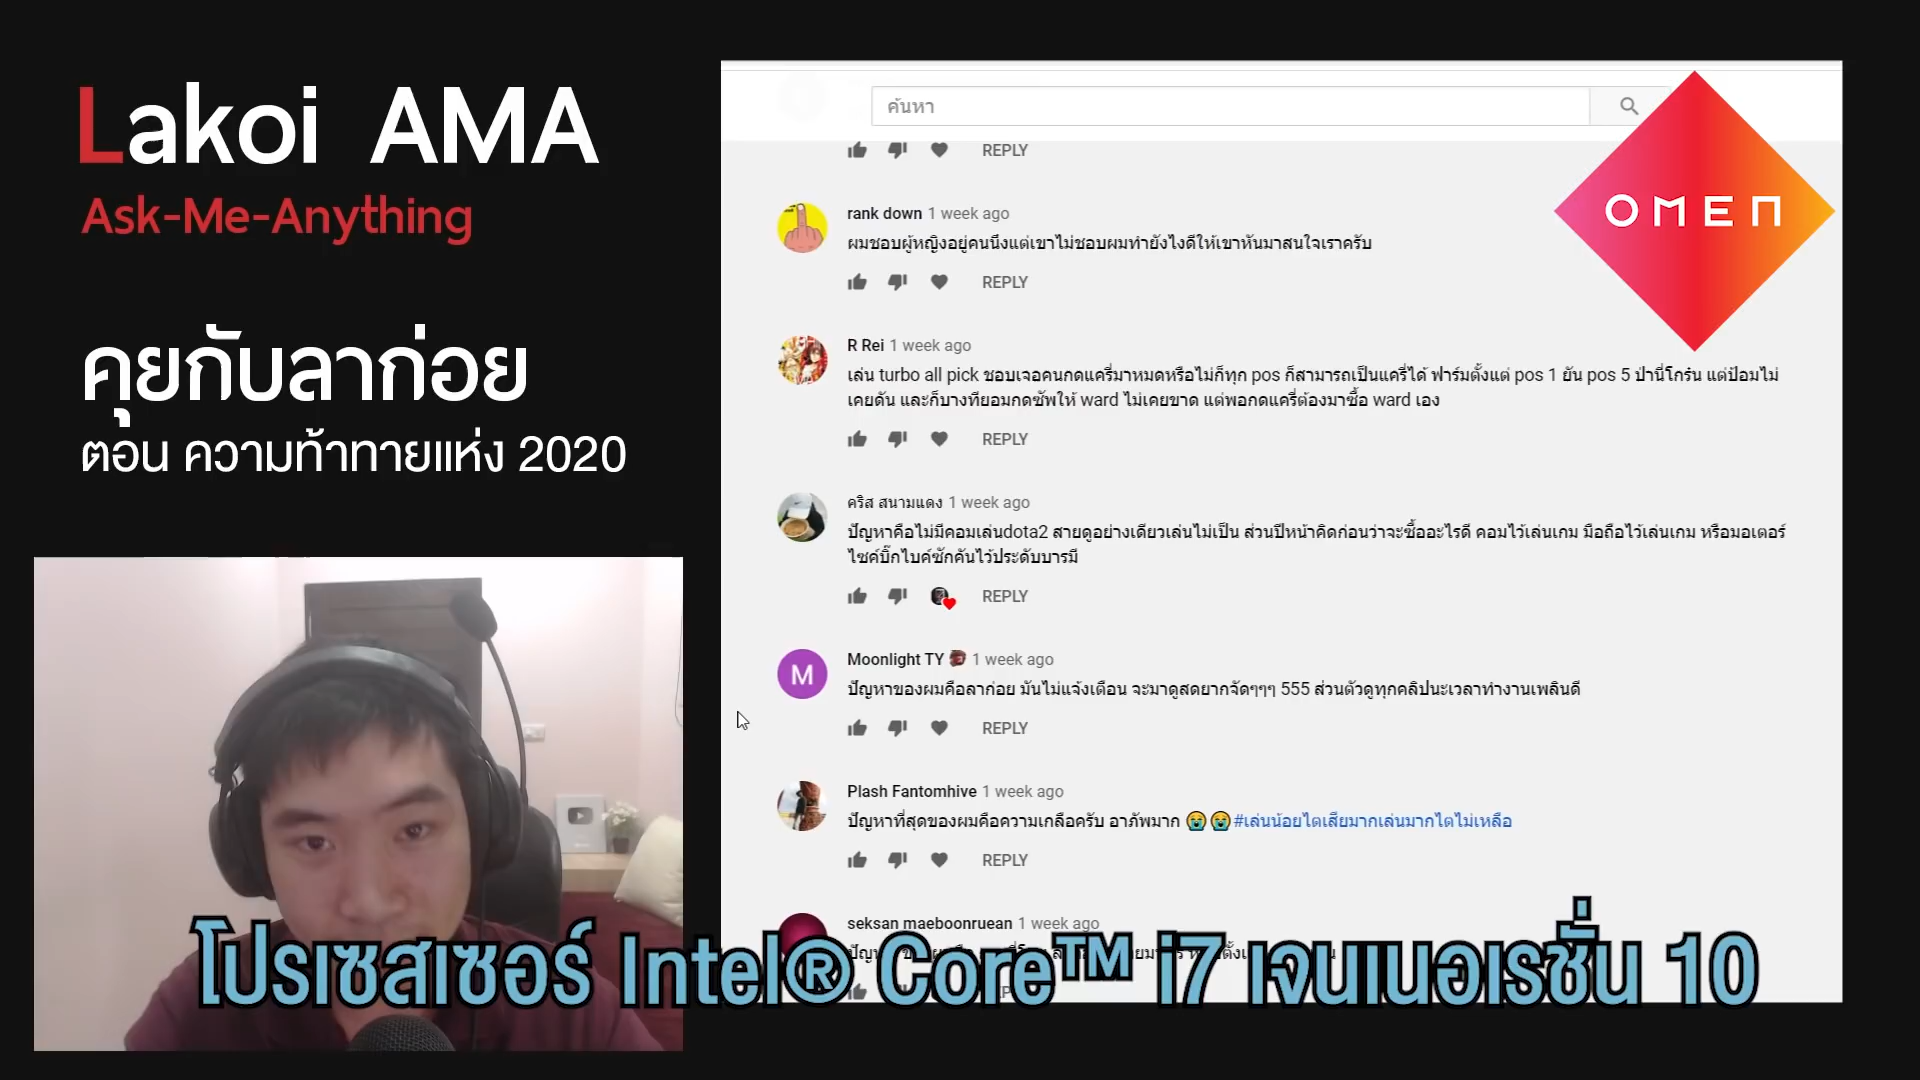 Lakoi AMA
Ask-Me-Anything
คุยกับลาก่อย
ตอน ความท้าทายแห่ง 2020
ค้นหา
OMEN
REPLY
rank down 1 week ago
ผมชอบผู้หญิงอยู่คนนึงแต่เขาไม่ชอบผมทำยังไงดีให้เขาหันมาสนใจเราครับ
REPLY
R Rei 1 week ago
เล่น turbo all pick ชอบเจอคนกดแครี่มาหมดหรือไม่ก็ทุก pos ก็สามารถเป็นแครี่ได้ ฟาร์มตั้งแต่ pos 1 ยัน pos 5 ป่านี่โกร๋น แต่ป้อมไม่
เคยดัน และก็บางทียอมกดซัพให้ ward ไม่เคยขาด แต่พอกดแครี่ต้องมาซื้อ ward เอง
REPLY
คริส สนามแดง 1 week ago
ปัญหาคือไม่มีคอมเล่นdota2 สายดูอย่างเดียวเล่นไม่เป็น ส่วนปีหน้าคิดก่อนว่าจะซื้ออะไรดี คอมไว้เล่นเกม มือถือไว้เล่นเกม หรือมอเตอร์
ไซค์บิ๊กไบค์ซักคันไว้ประดับบารมี
REPLY
M
Moonlight TY 1 week ago
ปัญหาของผมคือลาก่อย มันไม่แจ้งเตือน จะมาดูสดยากจัดๆๆๆ 555 ส่วนตัวดูทุกคลิปนะเวลาทำงานเพลินดี
REPLY
Plash Fantomhive 1 week ago
ปัญหาที่สุดของผมคือความเกลือครับ อาภัพมาก 😭😭#เล่นน้อยไตเสียมากเล่นมากไตไม่เหลือ
REPLY
seksan maeboonruean 1 week ago
โปรเซสเซอร์ Intel® Core™ i7 เจนเนอเรชั่น 10